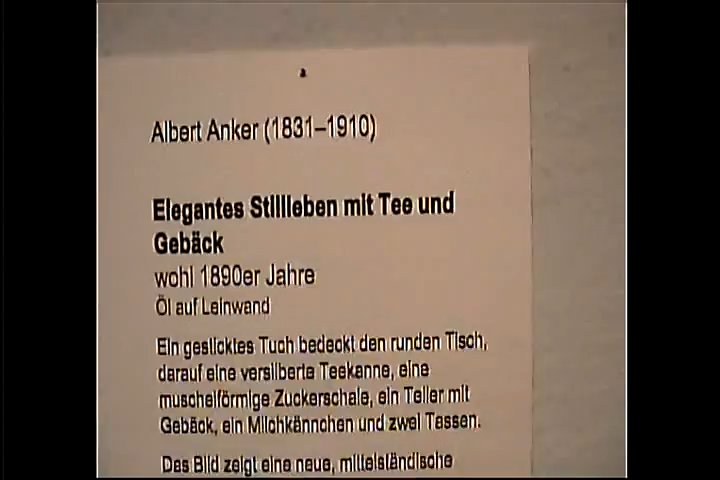 Albert Anker (1831–1910)
Elegantes Stillleben mit Tee und
Gebäck
wohl 1890er Jahre
Öl auf Leinwand
Ein gesticktes Tuch bedeckt den runden Tisch,
darauf eine versilberte Teekanne, eine
muschelförmige Zuckerschale, ein Teller mit
Gebäck, ein Milchkännchen und zwei Tassen.
Das Bild zeigt eine neue, mittelständische